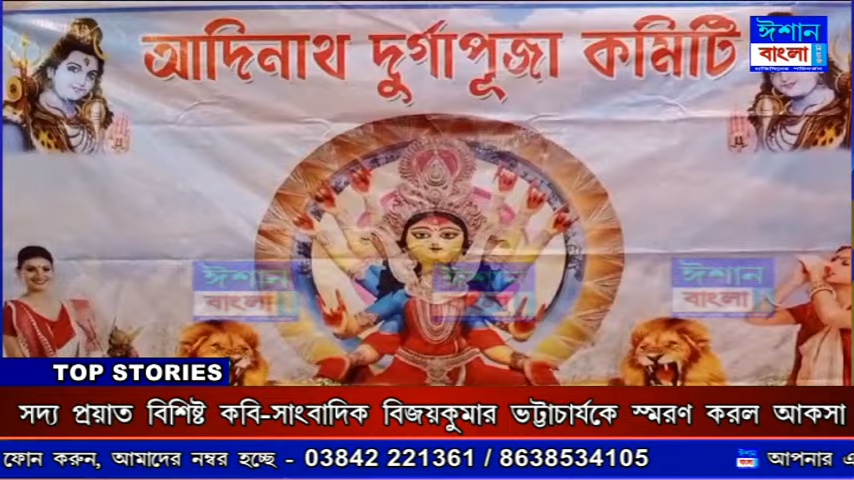 আদিনাথ দুর্গাপূজা কমিটি
ঈশান
বাংলা
ঈশান
বাংলা
ঈশান
বাংলা
ঈশান
বাংলা
TOP STORIES
সদ্য প্রয়াত বিশিষ্ট কবি-সাংবাদিক বিজয়কুমার ভট্টাচার্যকে স্মরণ করল আকসা
ফোন করুন, আমাদের নম্বর হচ্ছে - 03842 221361 / 8638534105
আপনার এ